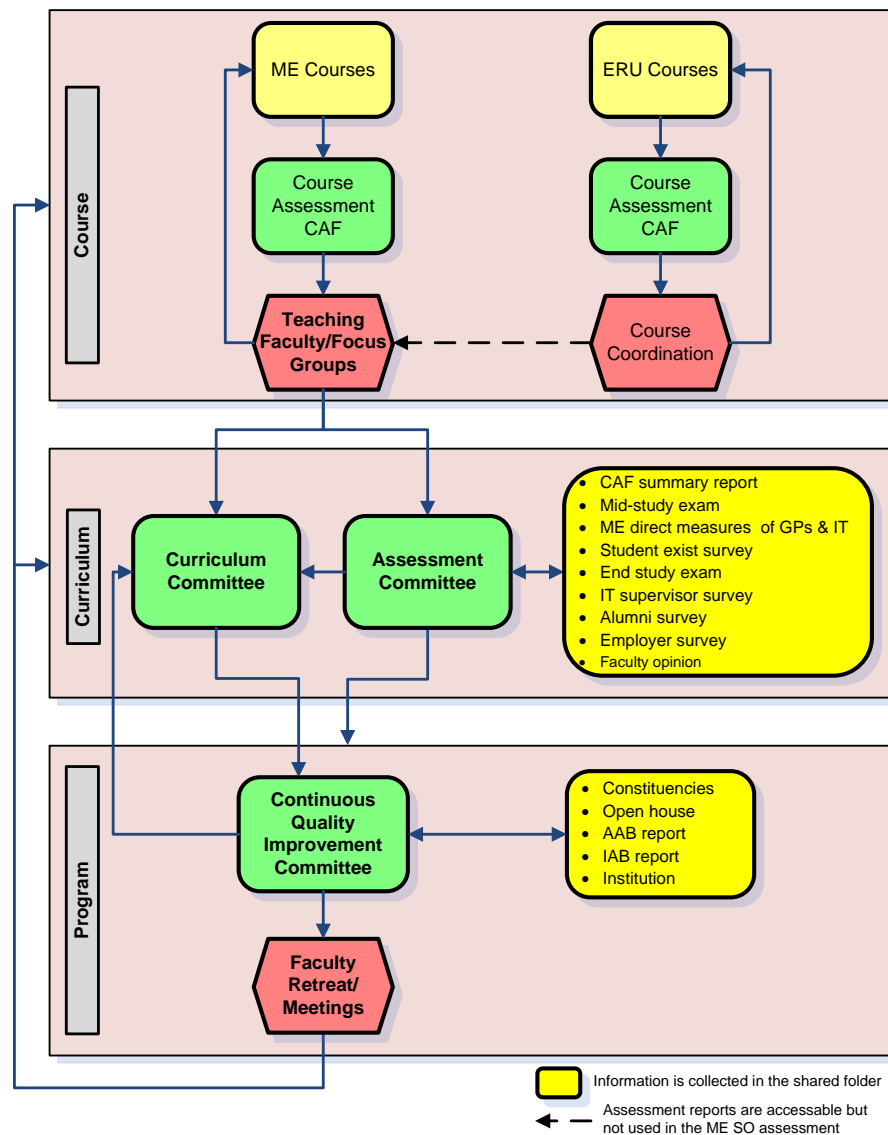 Course
ME Courses
ERU Courses
Course
Assessment
CAF
Course
Assessment
CAF
Teaching
Faculty/Focus
Groups
Course
Coordination
Curriculum
Curriculum
Committee
Assessment
Committee
• CAF summary report
• Mid-study exam
• ME direct measures of GPs & IT
• Student exist survey
• End study exam
• IT supervisor survey
• Alumni survey
• Employer survey
• Faculty opinion
Program
Continuous
Quality
Improvement
Committee
• Constituencies
• Open house
• AAB report
• IAB report
• Institution
Faculty
Retreat/
Meetings
Information is collected in the shared folder
Assessment reports are accessable but
not used in the ME SO assessment